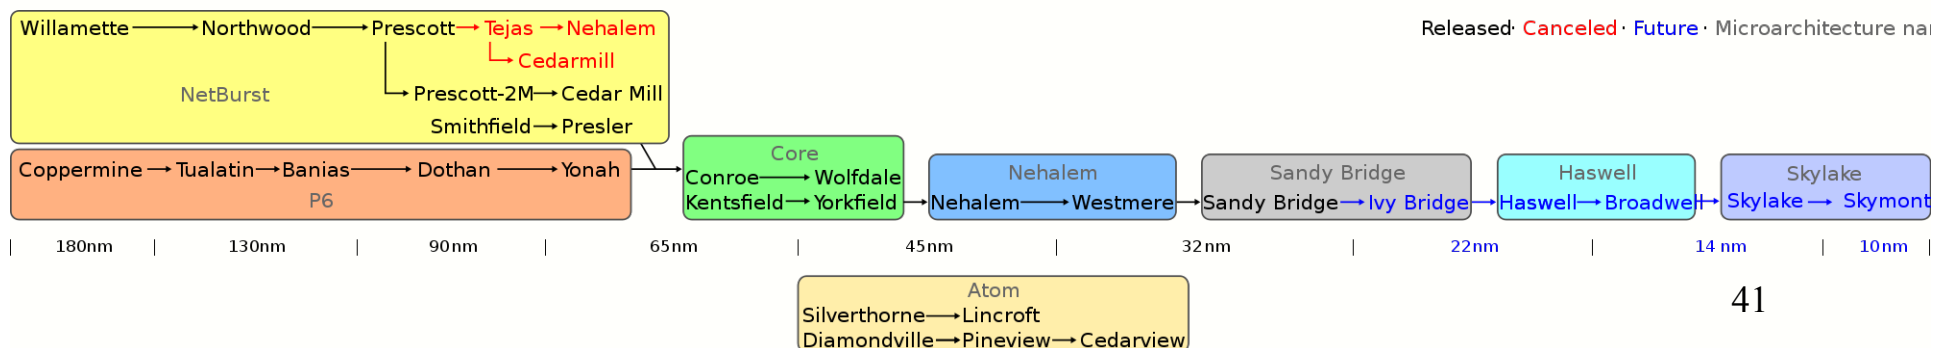 Willamette Northwood Prescott Tejas Nehalem
Released· Canceled · Future · Microarchitecture
Cedarmill
NetBurst
Prescott-2M Cedar Mill
Smithfield Presler
Coppermine Tualatin Banias Dothan Yonah
P6
Core
Conroe Wolfdale
Kentsfield Yorkfield
Nehalem
Nehalem Westmere
Sandy Bridge
Sandy Bridge Ivy Bridge
Haswell
Haswell Broadwell
Skylake
Skylake Skymont
180nm 130nm 90nm 65nm 45nm 32nm 22nm 14 nm 10nm
Atom
Silverthorne Lincroft
Diamondville Pineview Cedarview
41